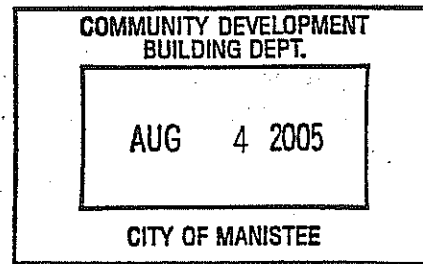 COMMUNITY DEVELOPMENT
BUILDING DEPT.
AUG 4 2005
CITY OF MANISTEE